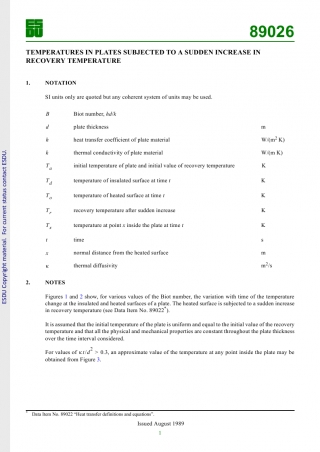 ESDU
89026
TEMPERATURES IN PLATES SUBJECTED TO A SUDDEN INCREASE IN
RECOVERY TEMPERATURE
1. NOTATION
SI units only are quoted but any coherent system of units may be used.
B Biot number, hd/k
d plate thickness m
h heat transfer coefficient of plate material W/(m² K)
k thermal conductivity of plate material W/(m K)
initial temperature of plate and initial value of recovery temperature K
T_d temperature of insulated surface at time t K
T_o temperature of heated surface at time t K
T_r recovery temperature after sudden increase K
T_x temperature at point x inside the plate at time t K
t time s
x normal distance from the heated surface m
κ thermal diffusivity m²/s
2. NOTES
Figures 1 and 2 show, for various values of the Biot number, the variation with time of the temperature
change at the insulated and heated surfaces of a plate. The heated surface is subjected to a sudden increase
in recovery temperature (see Data Item No. 89022*).
It is assumed that the initial temperature of the plate is uniform and equal to the initial value of the recovery
temperature and that all the physical and mechanical properties are constant throughout the plate thickness
over the time interval considered.
For values of κt/d² > 0.3, an approximate value of the temperature at any point inside the plate may be
obtained from Figure 3.
* Data Item No. 89022 "Heat transfer definitions and equations".
Issued August 1989
1
ESDU Copyright material. For current status contact ESDU.